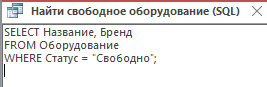 Найти свободное оборудование (SQL)
SELECT Название, Бренд
FROM Оборудование
WHERE Статус = "Свободно";